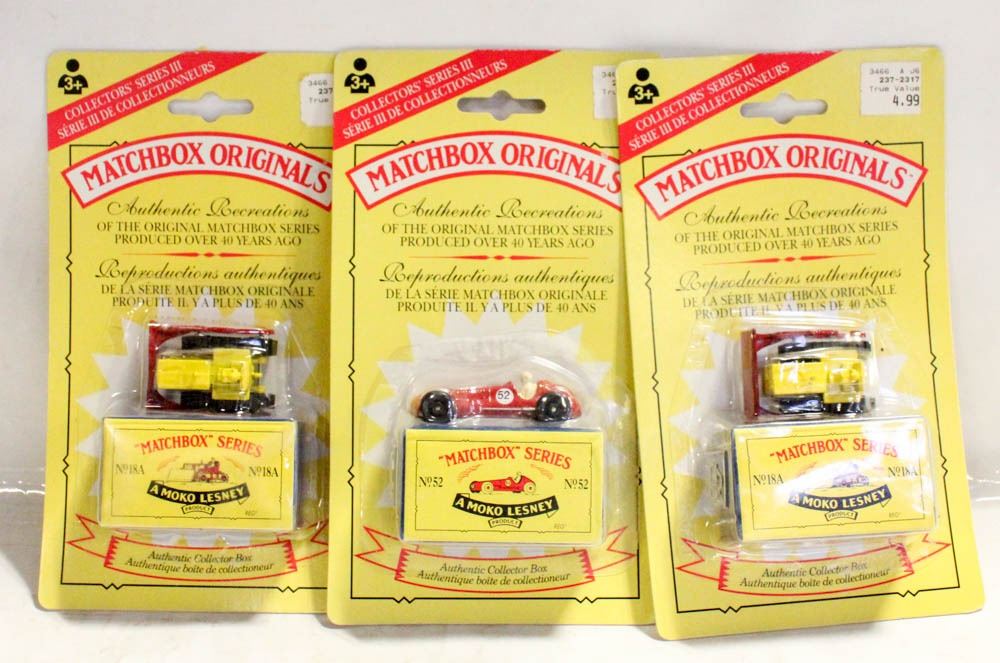 3+
COLLECTORS' SERIES III
SÉRIE III DE COLLECTIONNEURS
3466
237
True
MATCHBOX ORIGINALS
Authentic Recreations
OF THE ORIGINAL MATCHBOX SERIES
PRODUCED OVER 40 YEARS AGO
Reproductions authentiques
DE LA SÉRIE MATCHBOX ORIGINALE
PRODUITE IL Y A PLUS DE 40 ANS
"MATCHBOX" SERIES
Nº18A Nº18A
A MOKO LESNEY
PRODUCT
REGD
Authentic Collector Box
Authentique boîte de collectionneur
3+
COLLECTORS' SERIES III
SÉRIE III DE COLLECTIONNEURS
MATCHBOX ORIGINALS
Authentic Recreations
OF THE ORIGINAL MATCHBOX SERIES
PRODUCED OVER 40 YEARS AGO
Reproductions authentiques
DE LA SÉRIE MATCHBOX ORIGINALE
PRODUITE IL Y A PLUS DE 40 ANS
52
"MATCHBOX" SERIES
Nº52 Nº52
A MOKO LESNEY
PRODUCT
REGD
Authentic Collector Box
Authentique boîte de collectionneur
3+
COLLECTORS' SERIES III
SÉRIE III DE COLLECTIONNEURS
3466 A J6
237-2317
True Value
4.99
MATCHBOX ORIGINALS™
Authentic Recreations
OF THE ORIGINAL MATCHBOX SERIES
PRODUCED OVER 40 YEARS AGO
Reproductions authentiques
DE LA SÉRIE MATCHBOX ORIGINALE
PRODUITE IL Y A PLUS DE 40 ANS
"MATCHBOX" SERIES
Nº18A Nº18A
A MOKO LESNEY
PRODUCT
REGD
Authentic Collector Box
Authentique boîte de collectionneur